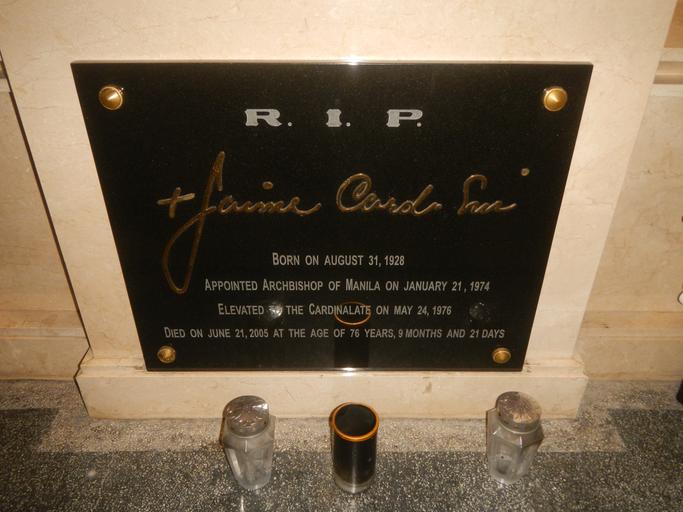 R. I. P.
+ Jaime Card. Sin
BORN ON AUGUST 31, 1928
APPOINTED ARCHBISHOP OF MANILA ON JANUARY 21, 1974
ELEVATED TO THE CARDINALATE ON MAY 24, 1976
DIED ON JUNE 21, 2005 AT THE AGE OF 76 YEARS, 9 MONTHS AND 21 DAYS